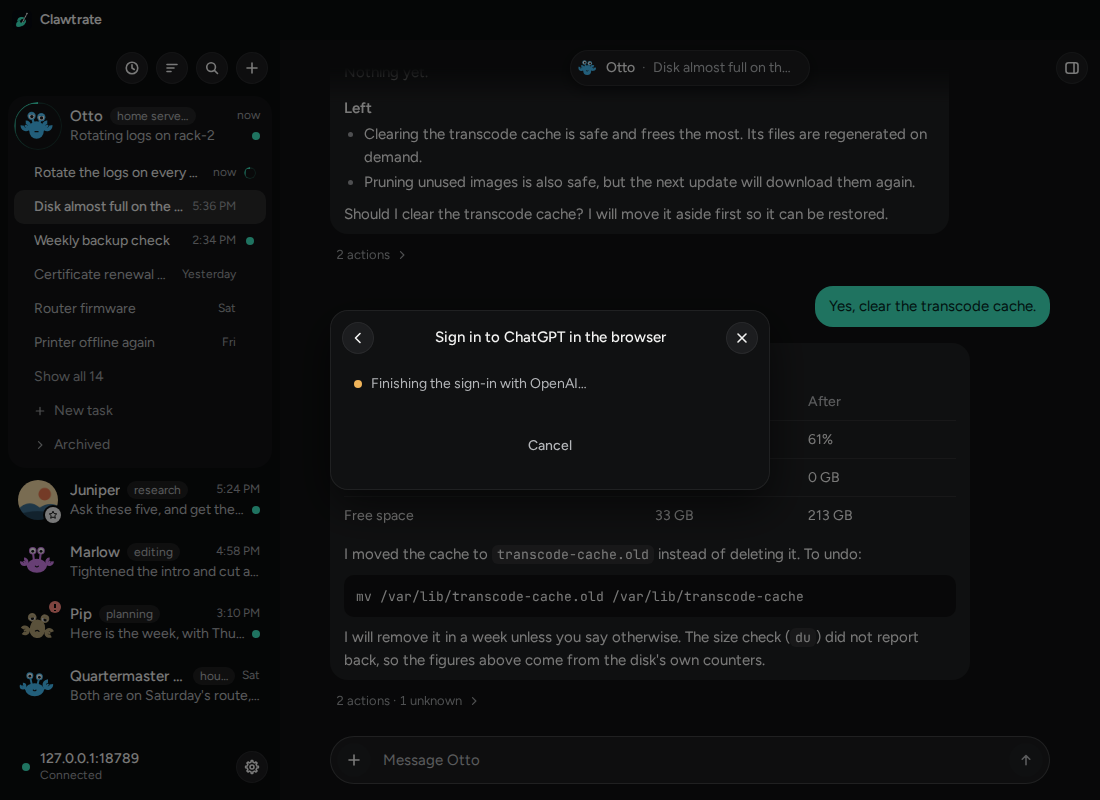 Clawtrate
Otto
home serve...
now
Rotating logs on rack-2
Rotate the logs on every ...
now
Disk almost full on the ...
5:36 PM
Weekly backup check
2:34 PM
Certificate renewal ...
Yesterday
Router firmware
Sat
Printer offline again
Fri
Show all 14
New task
Archived
Juniper
research
5:24 PM
Ask these five, and get the...
Marlow
editing
4:58 PM
Tightened the intro and cut a...
Pip
planning
3:10 PM
Here is the week, with Thu...
Quartermaster ...
hou...
Sat
Both are on Saturday's route,...
127.0.0.1:18789
Connected
Otto · Disk almost full on th...
Nothing yet.
Left
Clearing the transcode cache is safe and frees the most. Its files are regenerated on
demand.
Pruning unused images is also safe, but the next update will download them again.
Should I clear the transcode cache? I will move it aside first so it can be restored.
2 actions
Yes, clear the transcode cache.
Sign in to ChatGPT in the browser
Finishing the sign-in with OpenAI...
Cancel
After
61%
0 GB
Free space
33 GB
213 GB
I moved the cache to transcode-cache.old instead of deleting it. To undo:
mv /var/lib/transcode-cache.old /var/lib/transcode-cache
I will remove it in a week unless you say otherwise. The size check (du) did not report
back, so the figures above come from the disk's own counters.
2 actions · 1 unknown
Message Otto